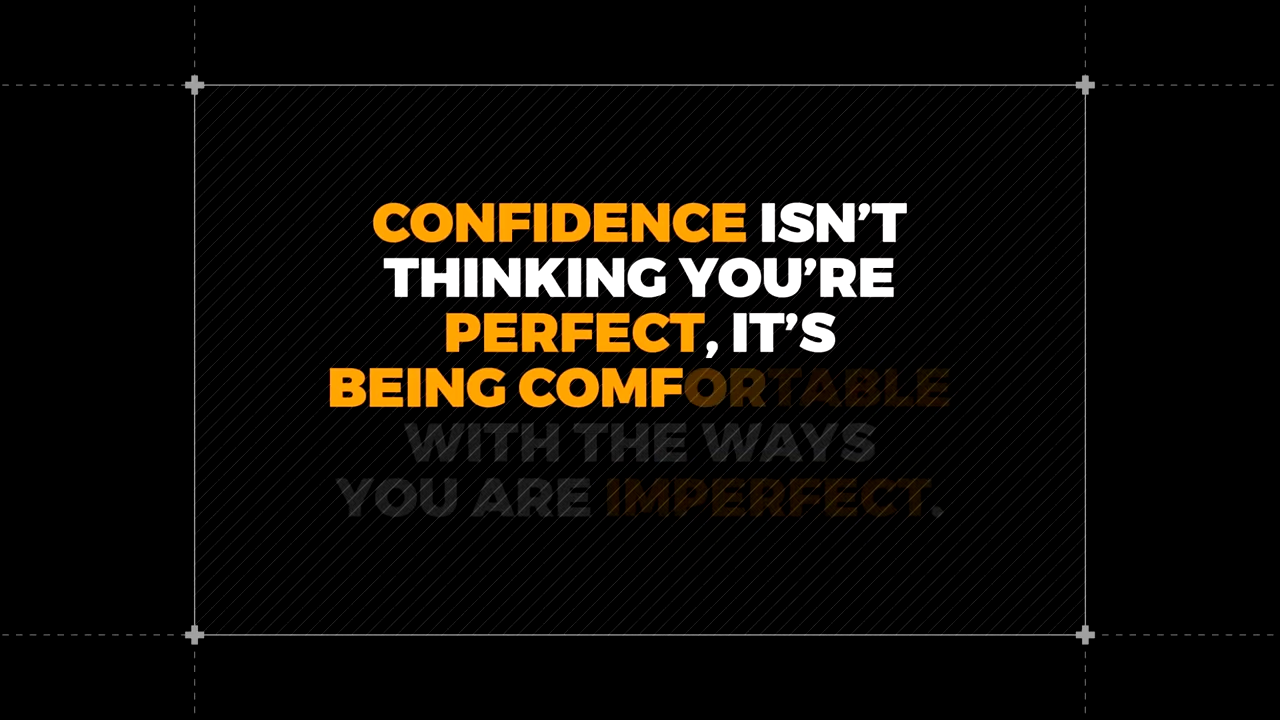 CONFIDENCE ISN’T
THINKING YOU’RE
PERFECT, IT’S
BEING COMFORTABLE
WITH THE WAYS
YOU ARE IMPERFECT.